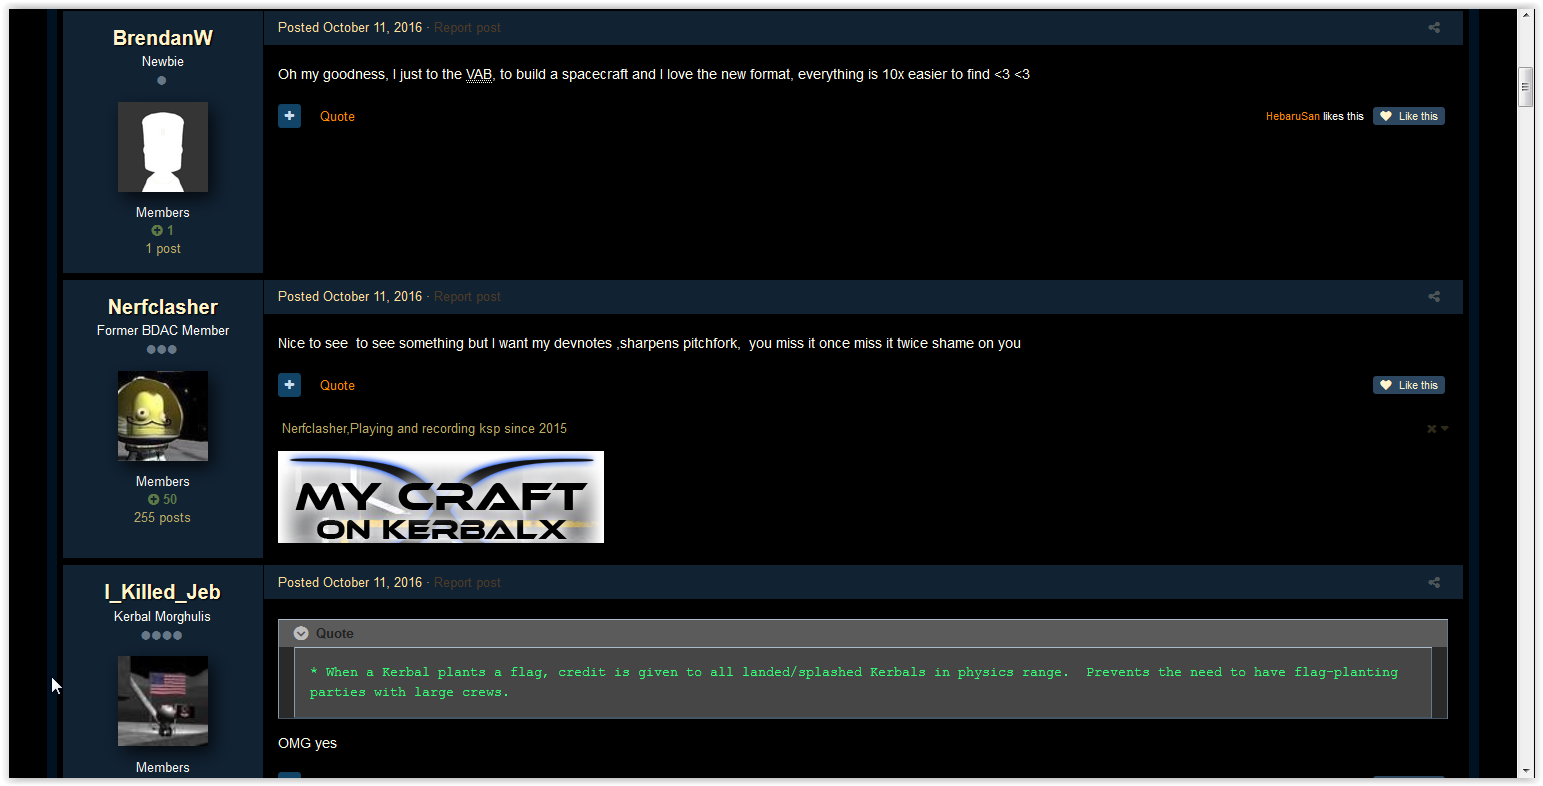 BrendanW
Newbie
Members
1
1 post
Posted October 11, 2016 · Report post
Oh my goodness, I just to the VAB, to build a spacecraft and I love the new format, everything is 10x easier to find <3 <3
Quote
HebaruSan likes this
Like this
Nerfclasher
Former BDAC Member
Members
50
255 posts
Posted October 11, 2016 · Report post
Nice to see  to see something but I want my devnotes ,sharpens pitchfork,  you miss it once miss it twice shame on you
Quote
Like this
Nerfclasher,Playing and recording ksp since 2015
MY CRAFT
ON KERBALX
I_Killed_Jeb
Kerbal Morghulis
Members
Posted October 11, 2016 · Report post
Quote
* When a Kerbal plants a flag, credit is given to all landed/splashed Kerbals in physics range.  Prevents the need to have flag-planting
parties with large crews.
OMG yes